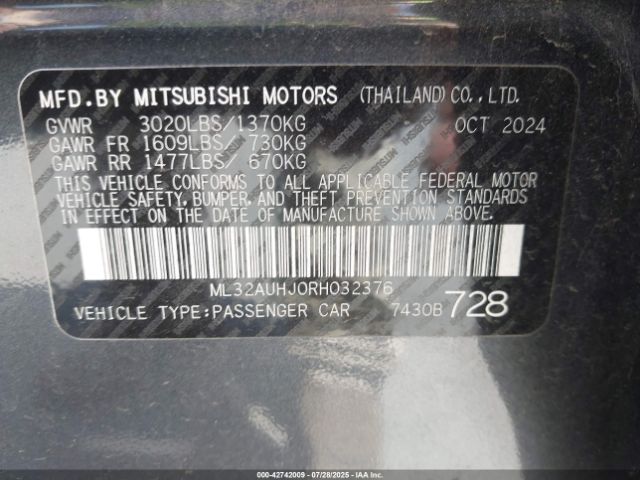 MFD.BY MITSUBISHI MOTORS (THAILAND)CO.,LTD.
GVWR 3020LBS/1370KG OCT 2024
GAWR FR 1609LBS/ 730KG
GAWR RR 1477LBS/ 670KG
THIS VEHICLE CONFORMS TO ALL APPLICABLE FEDERAL MOTOR
VEHICLE SAFETY, BUMPER, AND THEFT PREVENTION STANDARDS
IN EFFECT ON THE DATE OF MANUFACTURE SHOWN ABOVE.
ML32AUHJ0RH032376
VEHICLE TYPE:PASSENGER CAR 7430B 728
000-42742009 | 07/28/2025 - IAA, Inc.